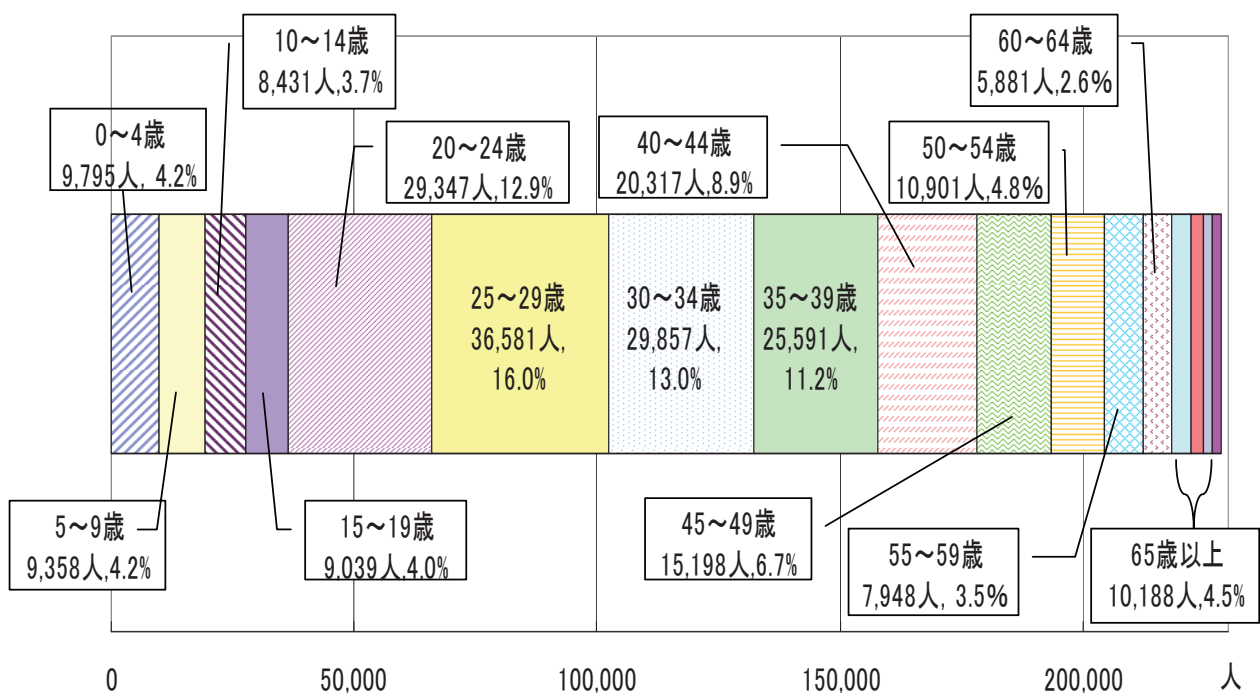 10～14歳
8,431人,3.7%
60～64歳
5,881人,2.6%
0～4歳
9,795人, 4.2%
20～24歳
29,347人,12.9%
40～44歳
20,317人,8.9%
50～54歳
10,901人,4.8%
25～29歳
36,581人,
16.0%
30～34歳
29,857人,
13.0%
35～39歳
25,591人,
11.2%
5～9歳
9,358人,4.2%
15～19歳
9,039人,4.0%
45～49歳
15,198人,6.7%
55～59歳
7,948人, 3.5%
65歳以上
10,188人,4.5%
0 50,000 100,000 150,000 200,000 人